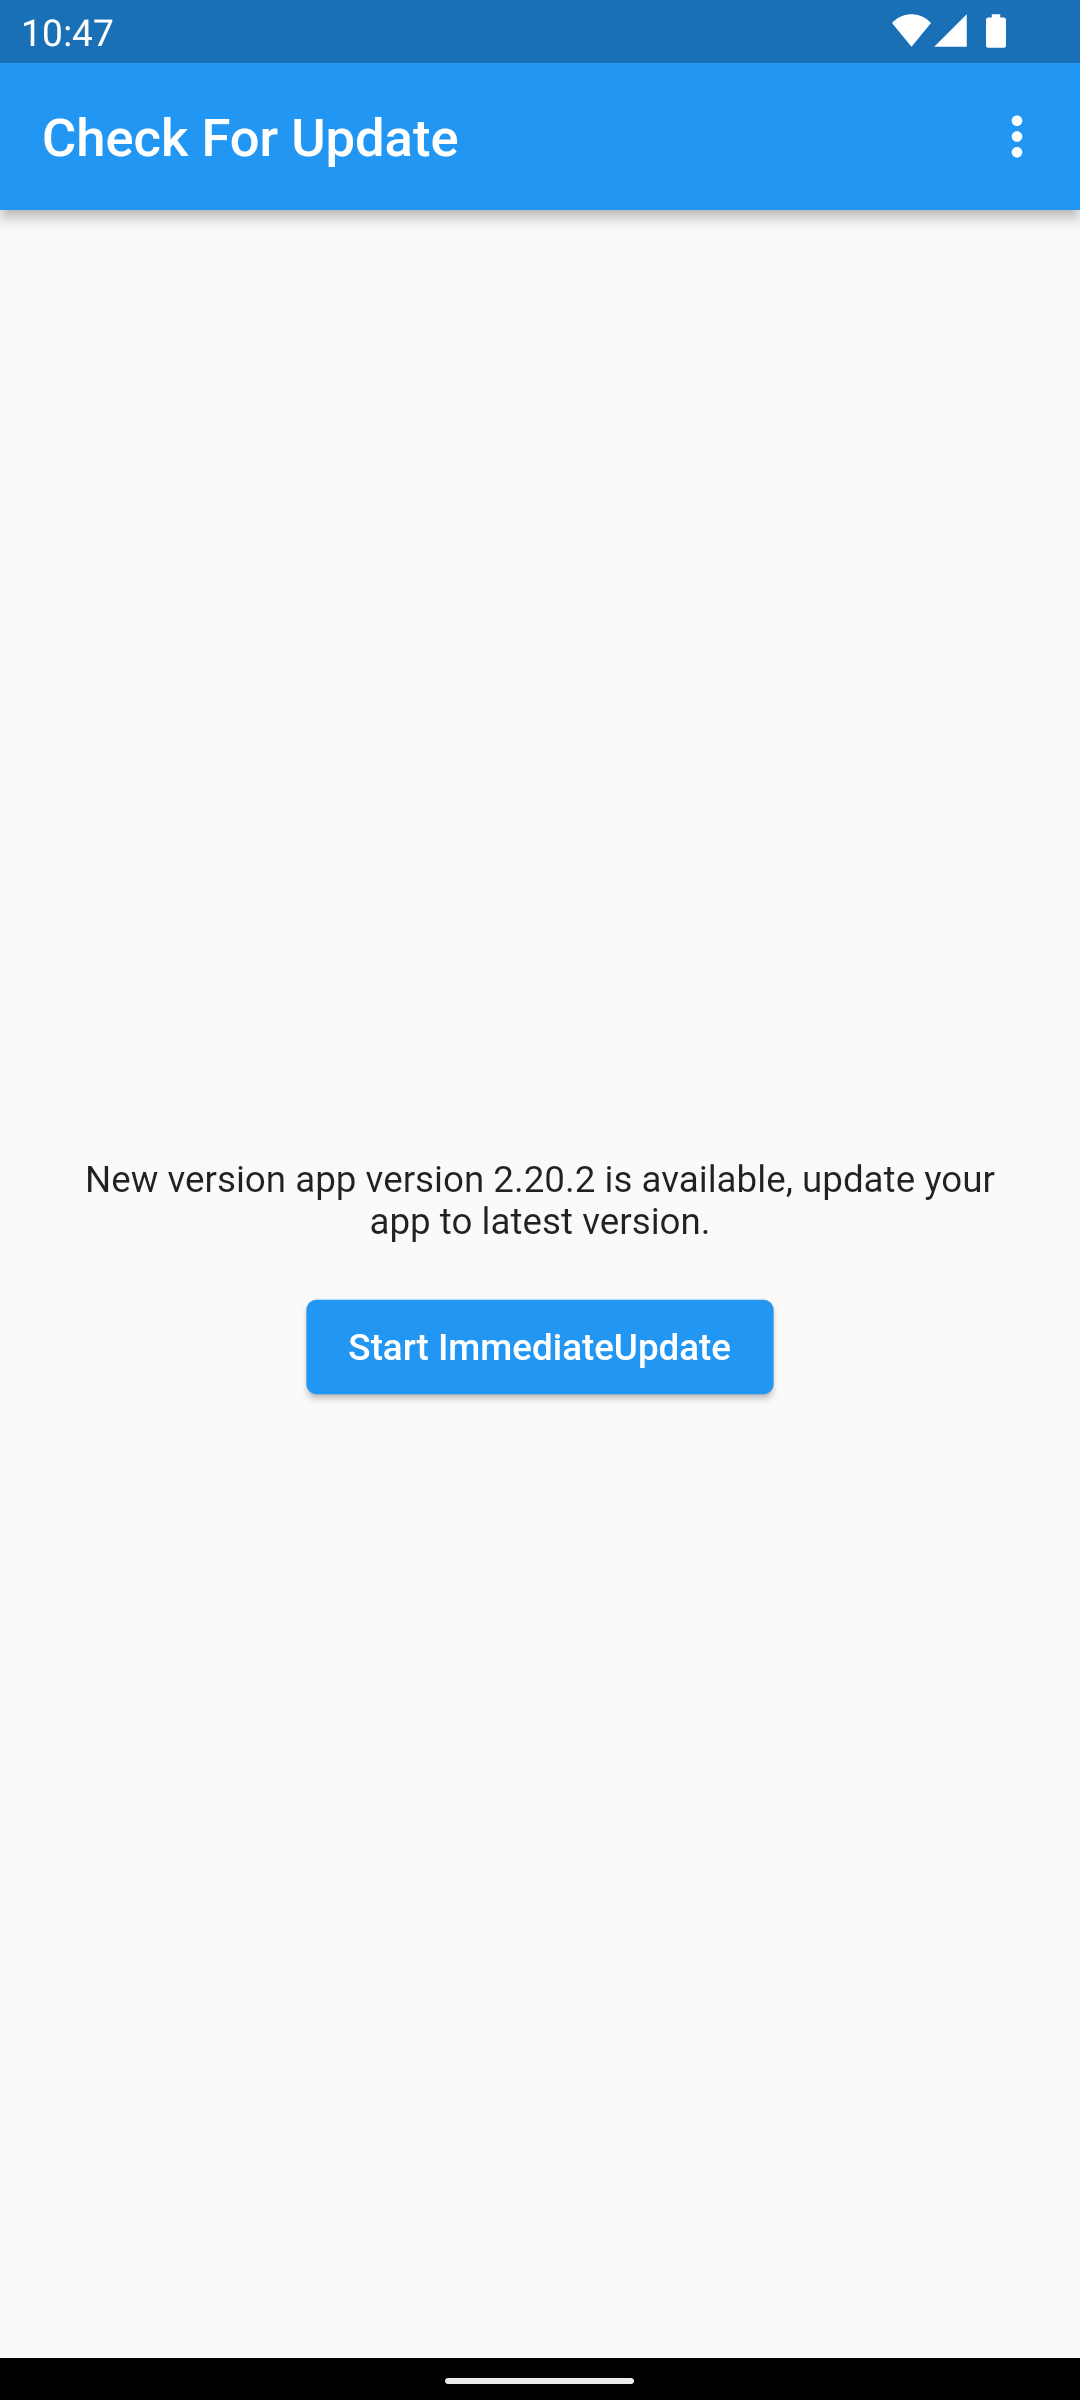 10:47
Check For Update
New version app version 2.20.2 is available, update your
app to latest version.
Start ImmediateUpdate